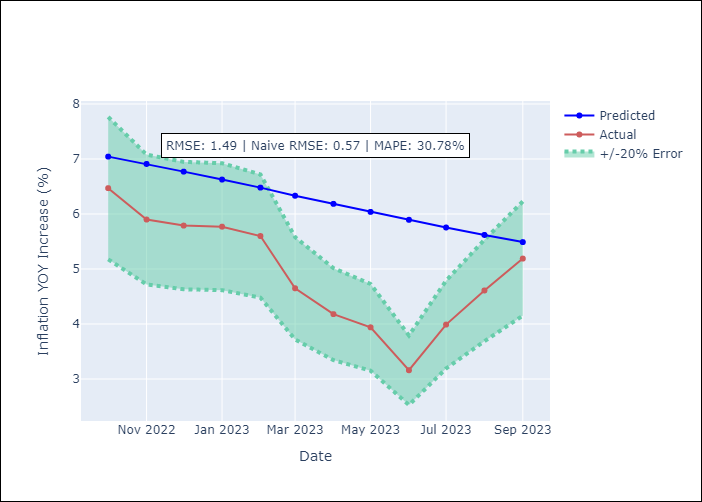 8
7
6
5
4
3
Inflation YOY Increase (%)
RMSE: 1.49 | Naive RMSE: 0.57 | MAPE: 30.78%
Predicted
Actual
+/-20% Error
Nov 2022 Jan 2023 Mar 2023 May 2023 Jul 2023 Sep 2023
Date